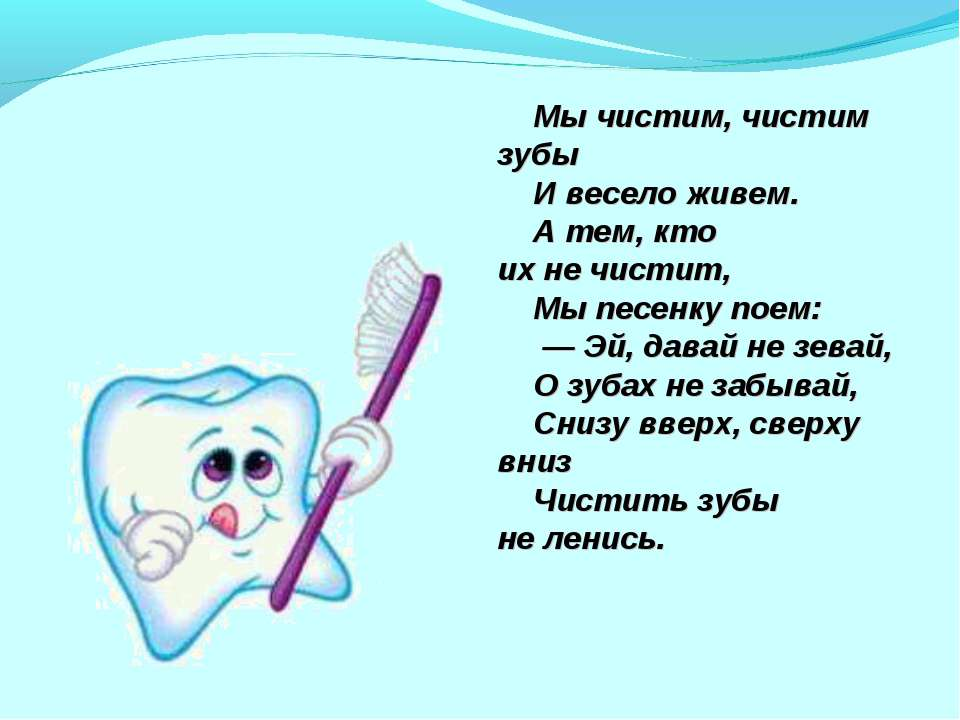 Мы чистим, чистим
зубы
И весело живем.
А тем, кто
их не чистит,
Мы песенку поем:
— Эй, давай не зевай,
О зубах не забывай,
Снизу вверх, сверху
вниз
Чистить зубы
не ленись.